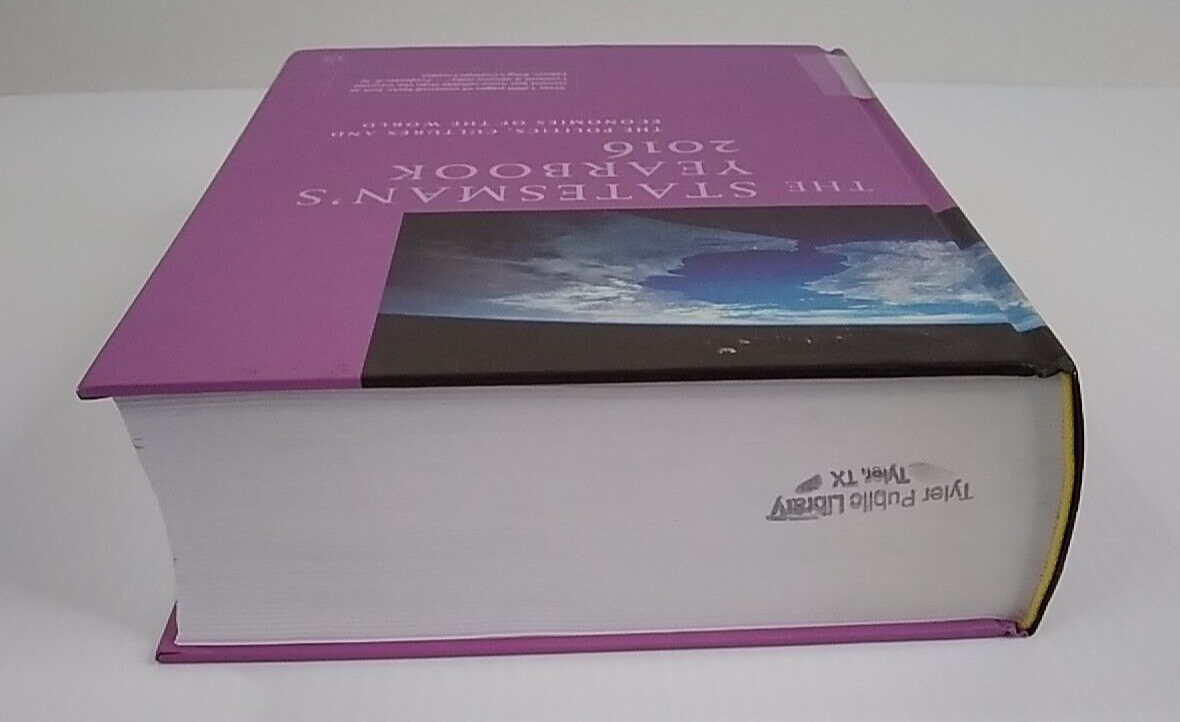 THE STATESMAN'S
YEARBOOK
2016
THE POLITICS, CULTURES AND
ECONOMIES OF THE WORLD
Tyler Public Library
Tyler, TX